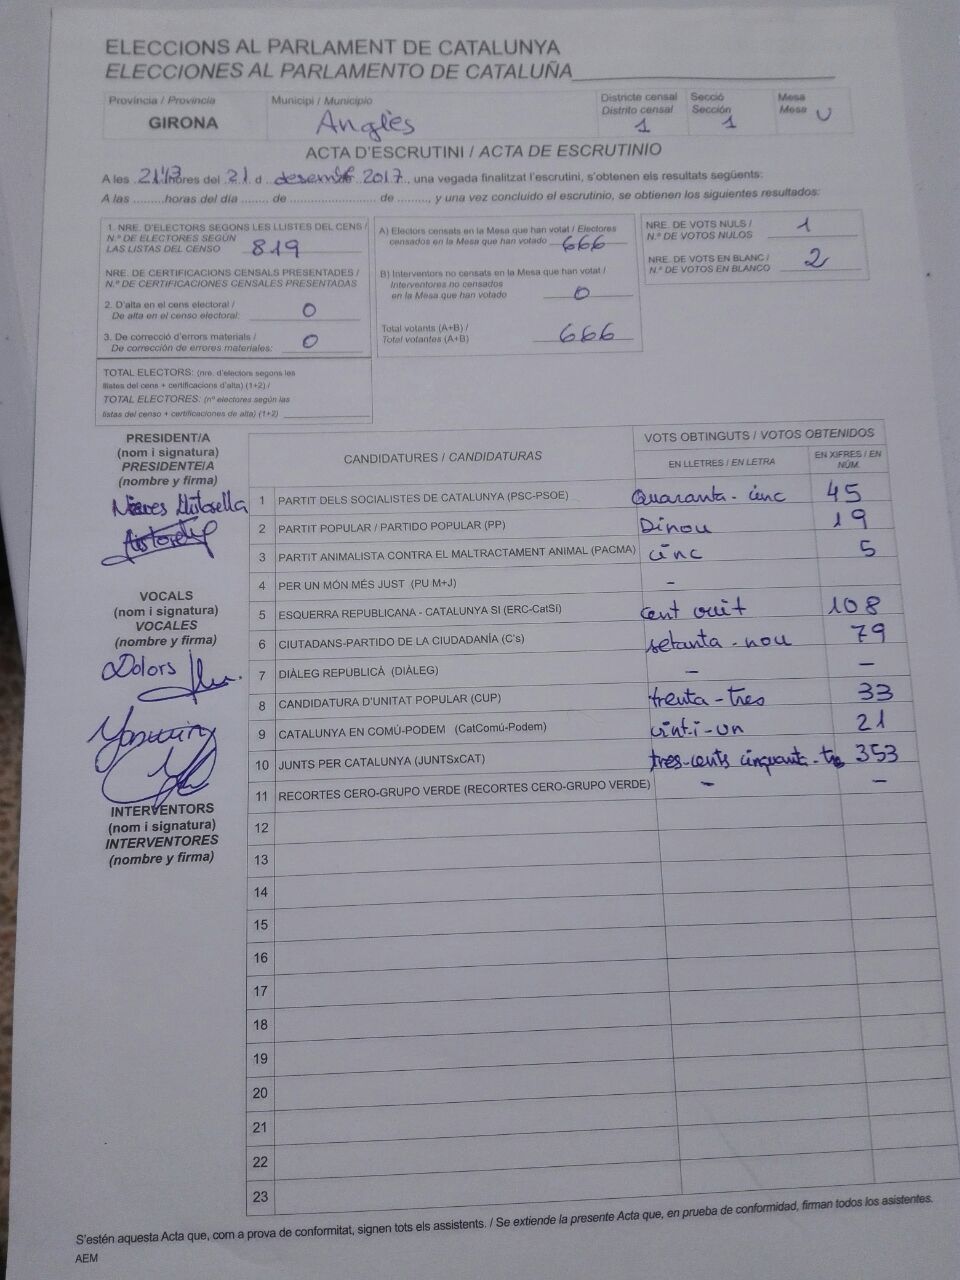 ELECCIONS AL PARLAMENT DE CATALUNYA
ELECCIONES AL PARLAMENTO DE CATALUÑA
Província / Provincia
GIRONA
Municipi / Municipio
Anglès
Districte censal
Distrito censal
1
Secció
Sección
1
Mesa
Mesa U
ACTA D'ESCRUTINI / ACTA DE ESCRUTINIO
A les 21'43 hores del 21 d desembre 2017, una vegada finalitzat l'escrutini, s'obtenen els resultats següents:
A las .........horas del día ........ de ......................... de ........, y una vez concluido el escrutinio, se obtienen los siguientes resultados:
1. NRE. D'ELECTORS SEGONS LES LLISTES DEL CENS /
N.º DE ELECTORES SEGÚN
LAS LISTAS DEL CENSO 819
NRE. DE CERTIFICACIONS CENSALS PRESENTADES /
N.º DE CERTIFICACIONES CENSALES PRESENTADAS
2. D'alta en el cens electoral /
De alta en el censo electoral: 0
3. De correcció d'errors materials /
De corrección de errores materiales: 0
TOTAL ELECTORS: (nre. d'electors segons les
llistes del cens + certificacions d'alta) (1+2) /
TOTAL ELECTORES: (nº electores según las
listas del censo + certificaciones de alta) (1+2)
A) Electors censats en la Mesa que han votat / Electores
censados en la Mesa que han votado 666
B) Interventors no censats en la Mesa que han votat /
Interventores no censados
en la Mesa que han votado 0
Total votants (A+B) /
Total votantes (A+B) 666
NRE. DE VOTS NULS /
N.º DE VOTOS NULOS 1
NRE. DE VOTS EN BLANC /
N.º DE VOTOS EN BLANCO 2
PRESIDENT/A
(nom i signatura)
PRESIDENTE/A
(nombre y firma)
VOCALS
(nom i signatura)
VOCALES
(nombre y firma)
Dolors
INTERVENTORS
(nom i signatura)
INTERVENTORES
(nombre y firma)
CANDIDATURES / CANDIDATURAS
VOTS OBTINGUTS / VOTOS OBTENIDOS
EN LLETRES / EN LETRA
EN XIFRES / EN NÚM.
1 PARTIT DELS SOCIALISTES DE CATALUNYA (PSC-PSOE) Quaranta-cinc 45
2 PARTIT POPULAR / PARTIDO POPULAR (PP) Dinou 19
3 PARTIT ANIMALISTA CONTRA EL MALTRACTAMENT ANIMAL (PACMA) cinc 5
4 PER UN MÓN MÉS JUST (PU M+J) -
5 ESQUERRA REPUBLICANA - CATALUNYA SÍ (ERC-CatSí) cent vuit 108
6 CIUTADANS-PARTIDO DE LA CIUDADANÍA (C's) setanta-nou 79
7 DIÀLEG REPUBLICÀ (DIÀLEG) - -
8 CANDIDATURA D'UNITAT POPULAR (CUP) trenta-tres 33
9 CATALUNYA EN COMÚ-PODEM (CatComú-Podem) vint-i-un 21
10 JUNTS PER CATALUNYA (JUNTSxCAT) tres-cents cinquanta-tres 353
11 RECORTES CERO-GRUPO VERDE (RECORTES CERO-GRUPO VERDE) - -
12
13
14
15
16
17
18
19
20
21
22
23
S'estén aquesta Acta que, com a prova de conformitat, signen tots els assistents. / Se extiende la presente Acta que, en prueba de conformidad, firman todos los asistentes.
AEM